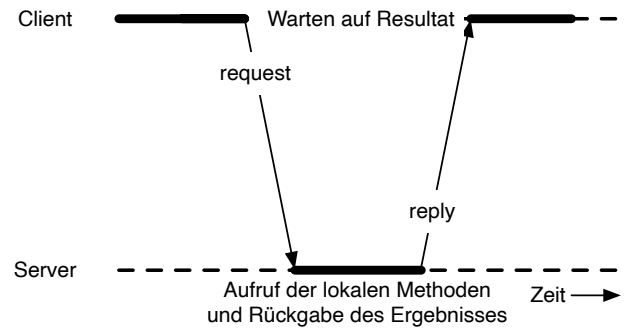 Client
Warten auf Resultat
request
reply
Server
Aufruf der lokalen Methoden
und Rückgabe des Ergebnisses
Zeit